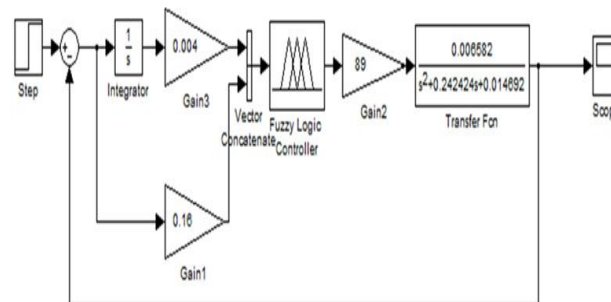 Step
+
−
1
s
Integrator
0.004
Gain3
Vector
Concatenate
Fuzzy Logic
Controller
89
Gain2
0.006582
s²+0.242424s+0.014692
Transfer Fcn
Scop
0.16
Gain1